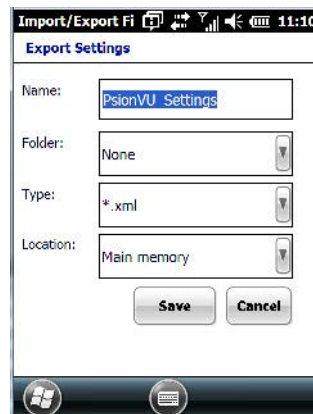 Import/Export Fi 11:10
Export Settings
Name:
PsionVU Settings
Folder:
None
Type:
*.xml
Location:
Main memory
Save Cancel